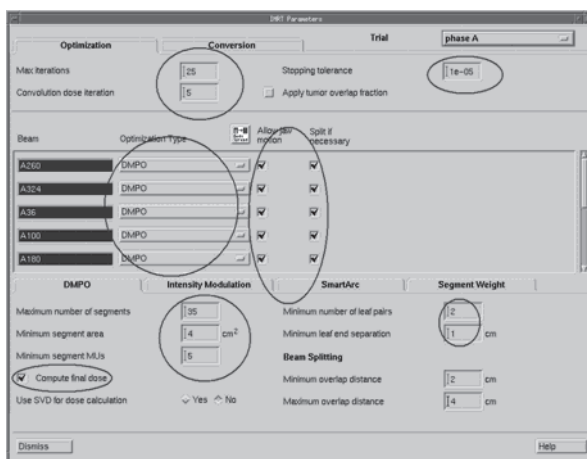 IMRT Parameters
Optimization Conversion Trial phase A
Max iterations 25 Stopping tolerance 1e-05
Convolution dose iteration 5 Apply tumor overlap fraction
Beam Optimization Type Allow jaw motion Split if necessary
A260 DMPO
A324 DMPO
A36 DMPO
A100 DMPO
A180 DMPO
DMPO Intensity Modulation SmartArc Segment Weight
Maximum number of segments 35 Minimum number of leaf pairs 2
Minimum segment area 4 cm² Minimum leaf end separation 1 cm
Minimum segment MUs 5 Beam Splitting
Compute final dose Minimum overlap distance 2 cm
Use SVD for dose calculation Yes No Maximum overlap distance 4 cm
Dismiss Help